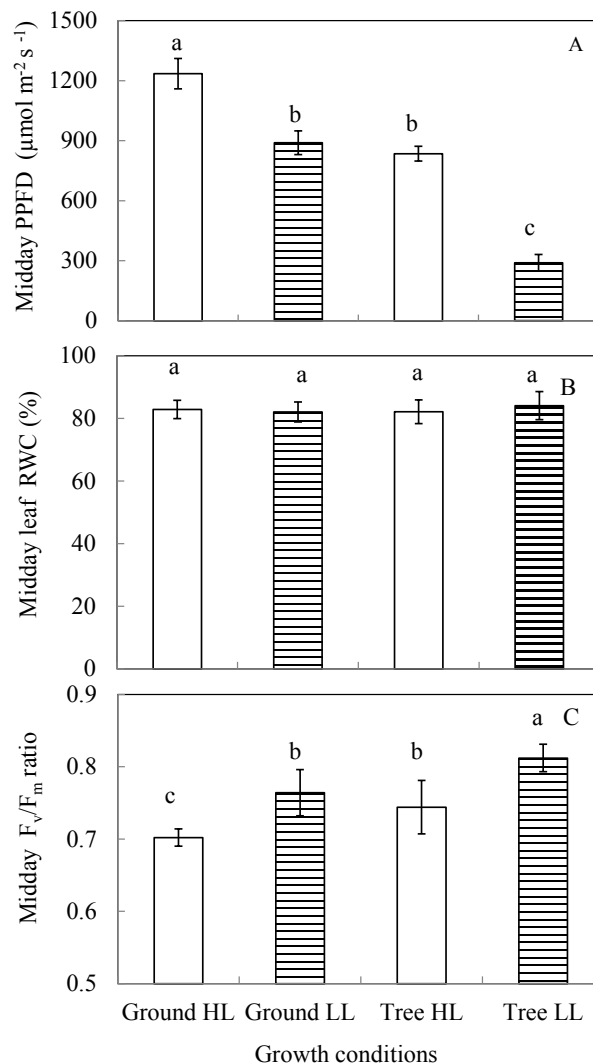 1500
1200
900
600
300
0
Midday PPFD (µmol m-2 s -1)
a
b
b
c
A
100
80
60
40
20
0
Midday leaf RWC (%)
a
a
a
a
B
0.9
0.8
0.7
0.6
0.5
Midday Fv/Fm ratio
c
b
b
a
C
Ground HL Ground LL Tree HL Tree LL
Growth conditions